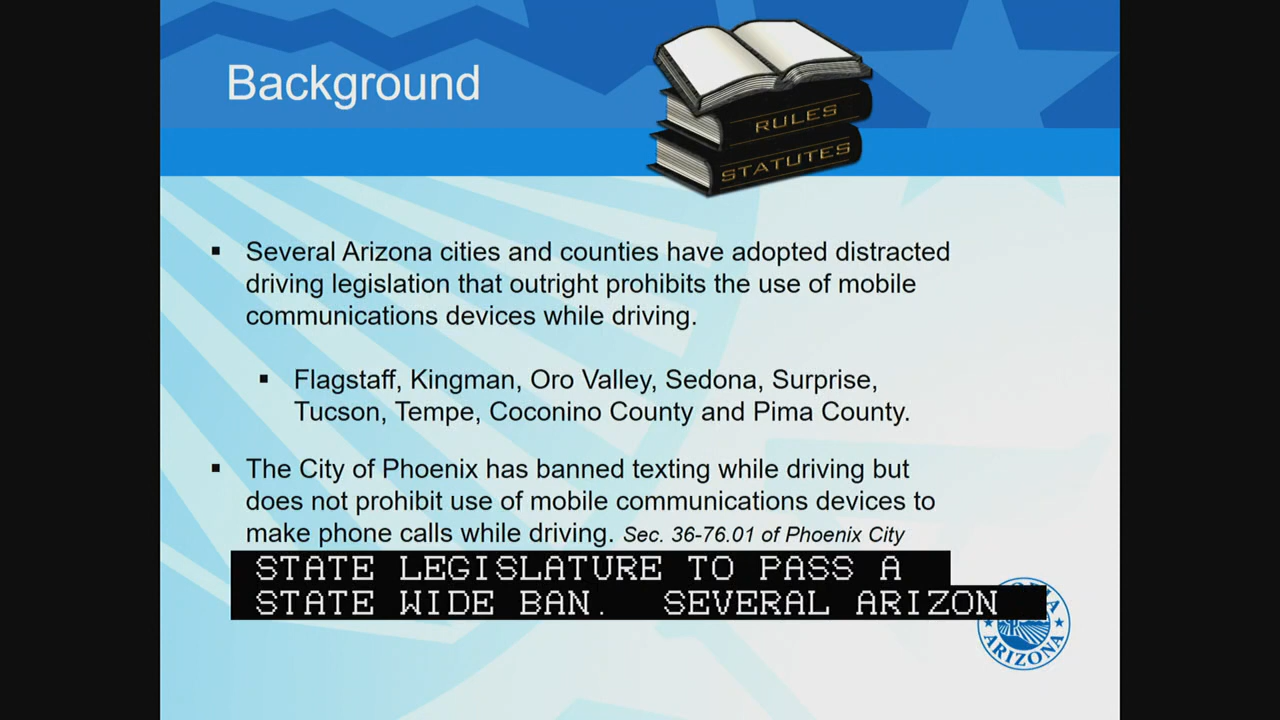 Background
RULES
STATUTES
▪ Several Arizona cities and counties have adopted distracted
driving legislation that outright prohibits the use of mobile
communications devices while driving.
▪ Flagstaff, Kingman, Oro Valley, Sedona, Surprise,
Tucson, Tempe, Coconino County and Pima County.
▪ The City of Phoenix has banned texting while driving but
does not prohibit use of mobile communications devices to
make phone calls while driving. Sec. 36-76.01 of Phoenix City
STATE LEGISLATURE TO PASS A
STATE WIDE BAN. SEVERAL ARIZON
ARIZONA